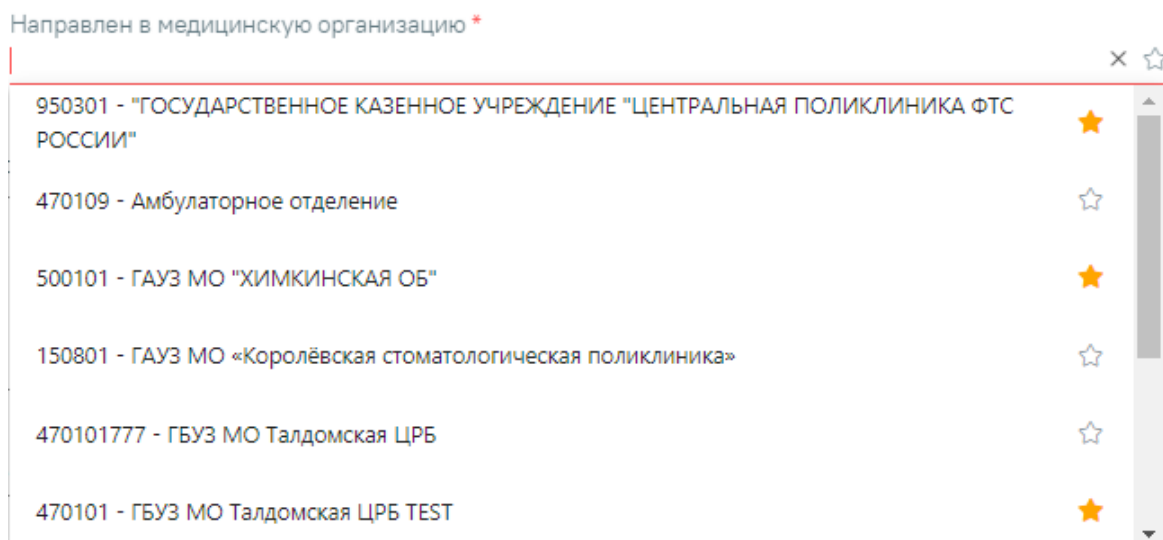 Направлен в медицинскую организацию *
950301 - "ГОСУДАРСТВЕННОЕ КАЗЕННОЕ УЧРЕЖДЕНИЕ "ЦЕНТРАЛЬНАЯ ПОЛИКЛИНИКА ФТС
РОССИИ"
470109 - Амбулаторное отделение
500101 - ГАУЗ МО "ХИМКИНСКАЯ ОБ"
150801 - ГАУЗ МО «Королёвская стоматологическая поликлиника»
470101777 - ГБУЗ МО Талдомская ЦРБ
470101 - ГБУЗ МО Талдомская ЦРБ TEST